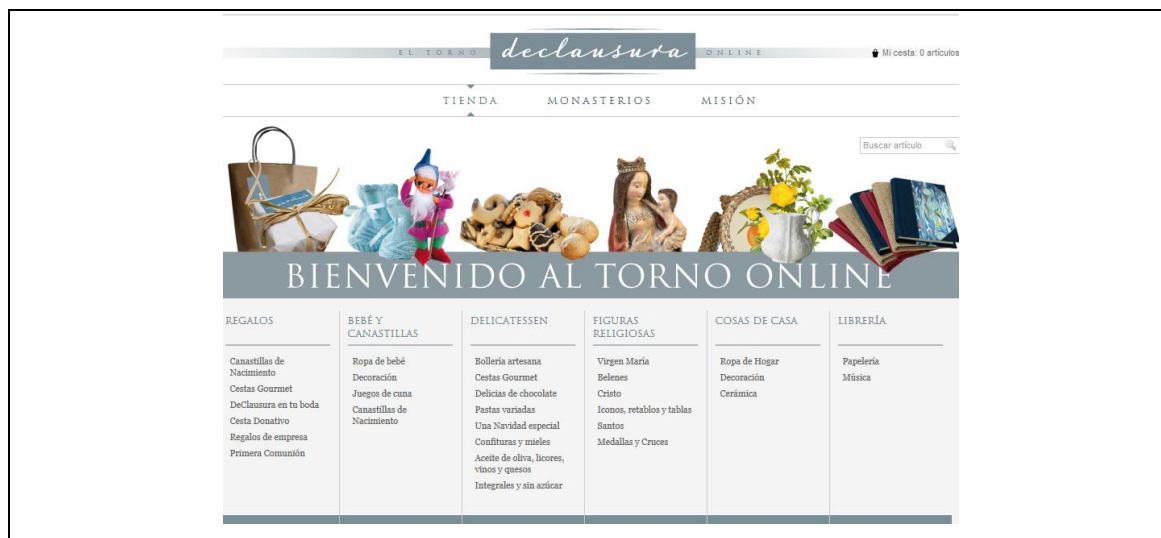 EL TORNO declausura ONLINE
Mi cesta: 0 artículos
TIENDA MONASTERIOS MISIÓN
Buscar artículo
BIENVENIDO AL TORNO ONLINE
REGALOS
Canastillas de
Nacimiento
Cestas Gourmet
DeClausura en tu boda
Cesta Donativo
Regalos de empresa
Primera Comunión
BEBÉ Y
CANASTILLAS
Ropa de bebé
Decoración
Juegos de cuna
Canastillas de
Nacimiento
DELICATESSEN
Bollería artesana
Cestas Gourmet
Delicias de chocolate
Pastas variadas
Una Navidad especial
Confituras y mieles
Aceite de oliva, licores,
vinos y quesos
Integrales y sin azúcar
FIGURAS
RELIGIOSAS
Virgen María
Belenes
Cristo
Iconos, retablos y tablas
Santos
Medallas y Cruces
COSAS DE CASA
Ropa de Hogar
Decoración
Cerámica
LIBRERÍA
Papelería
Música